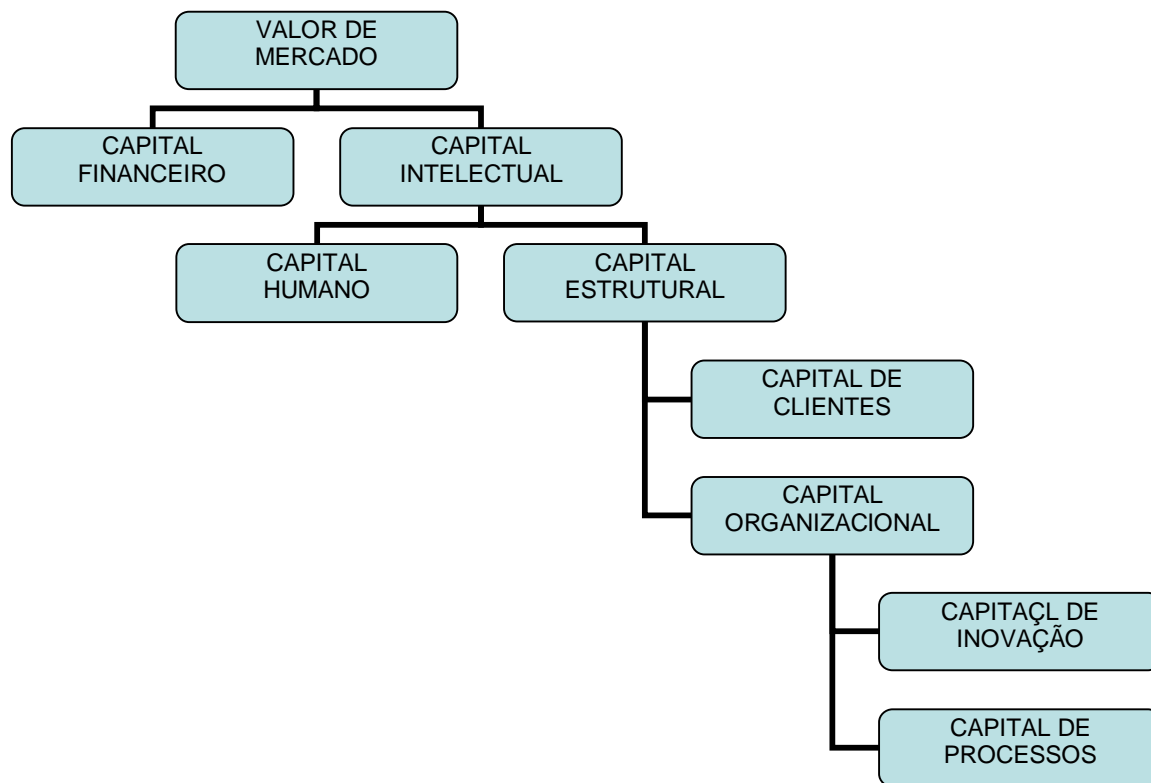 VALOR DE
MERCADO
CAPITAL
FINANCEIRO
CAPITAL
INTELECTUAL
CAPITAL
HUMANO
CAPITAL
ESTRUTURAL
CAPITAL DE
CLIENTES
CAPITAL
ORGANIZACIONAL
CAPITAÇL DE
INOVAÇÃO
CAPITAL DE
PROCESSOS